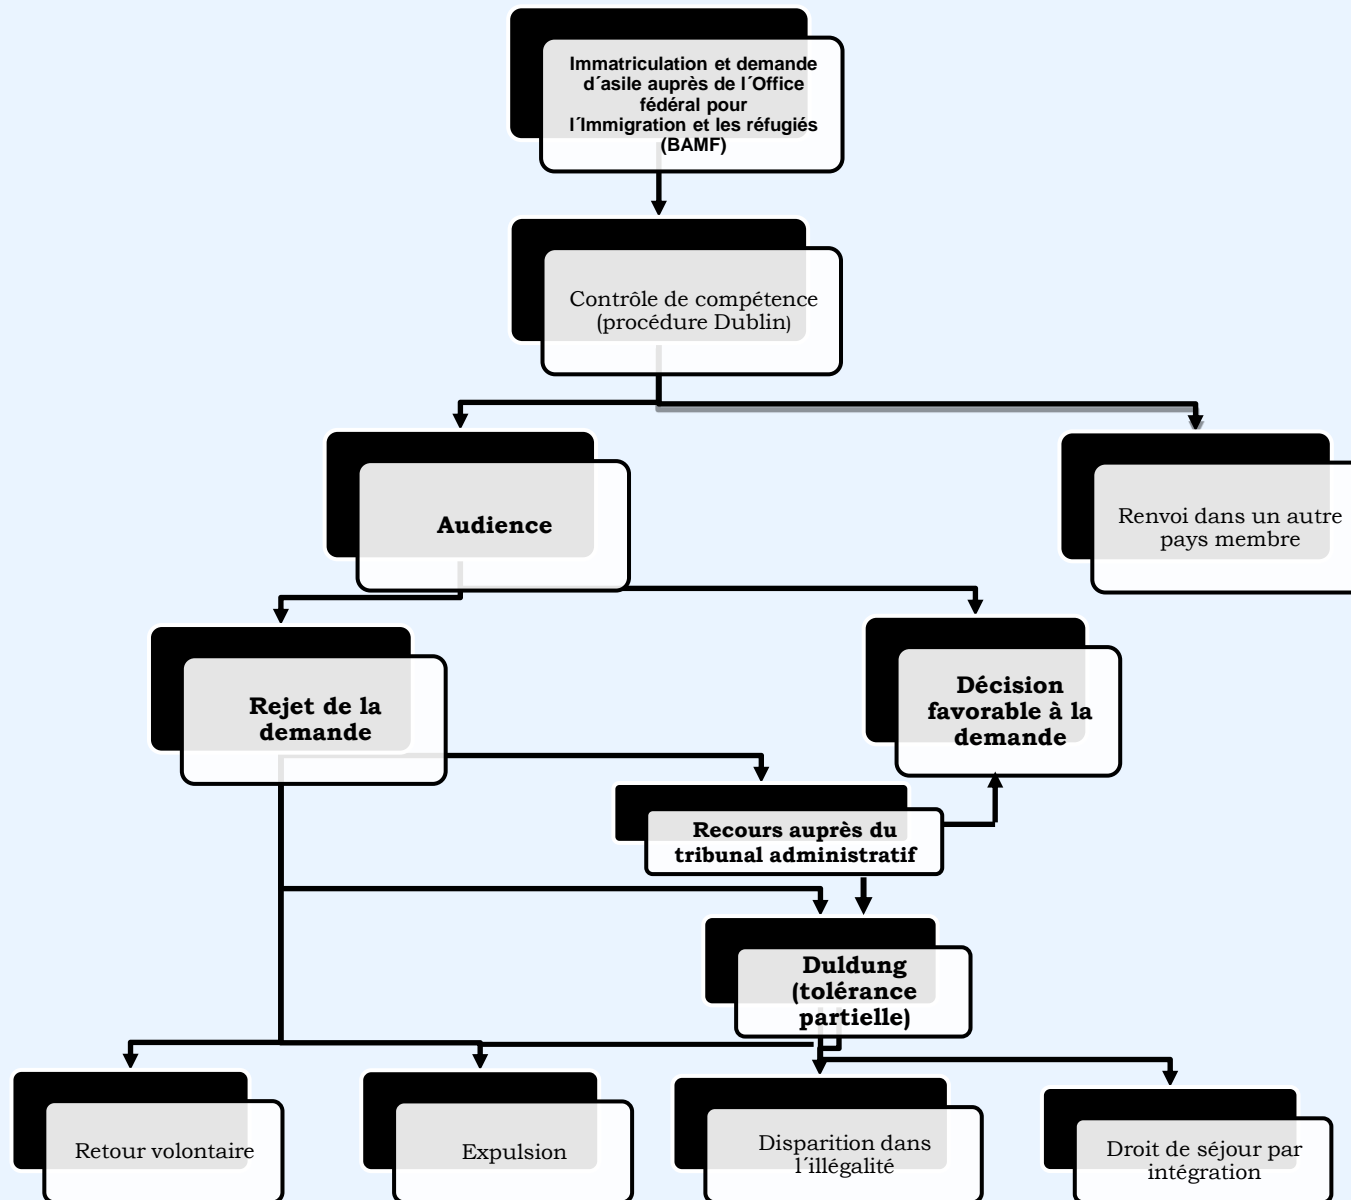 Immatriculation et demande
d´asile auprès de l´Office
fédéral pour
l´Immigration et les réfugiés
(BAMF)
Contrôle de compétence
(procédure Dublin)
Audience
Renvoi dans un autre
pays membre
Rejet de la
demande
Décision
favorable à la
demande
Recours auprès du
tribunal administratif
Duldung
(tolérance
partielle)
Retour volontaire
Expulsion
Disparition dans
l´illégalité
Droit de séjour par
intégration